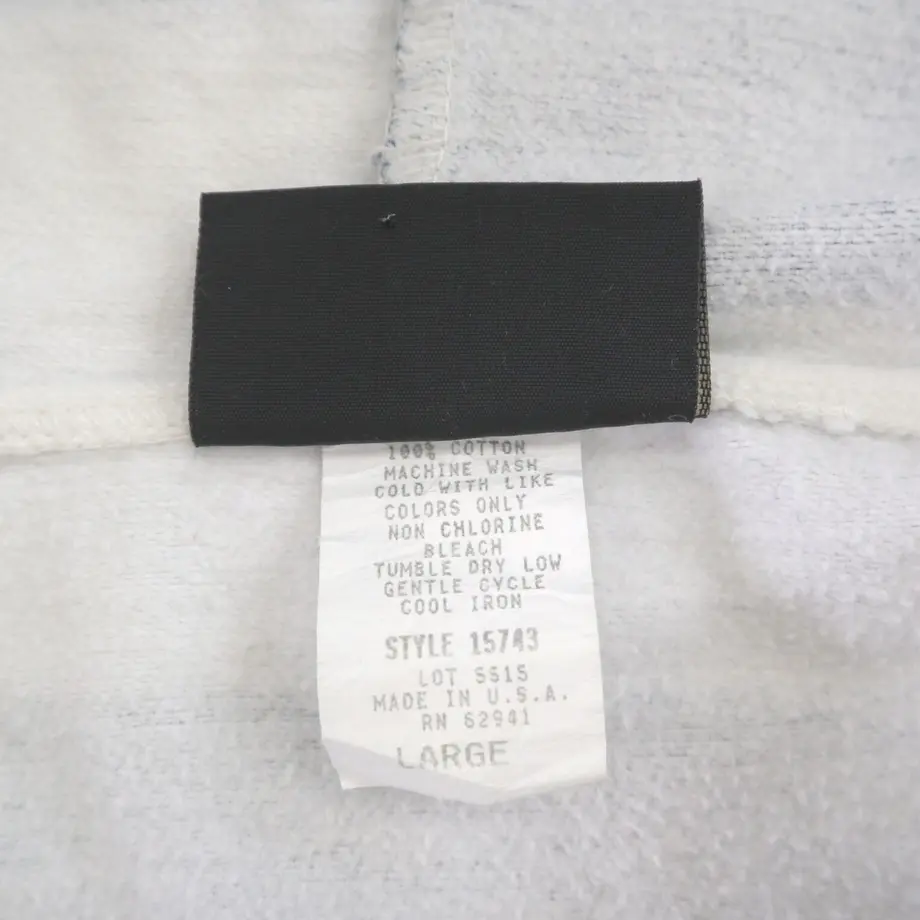 100% COTTON
MACHINE WASH
COLD WITH LIKE
COLORS ONLY
NON CHLORINE
BLEACH
TUMBLE DRY LOW
GENTLE CYCLE
COOL IRON
STYLE 15743
LOT 5515
MADE IN U.S.A.
RN 62941
LARGE